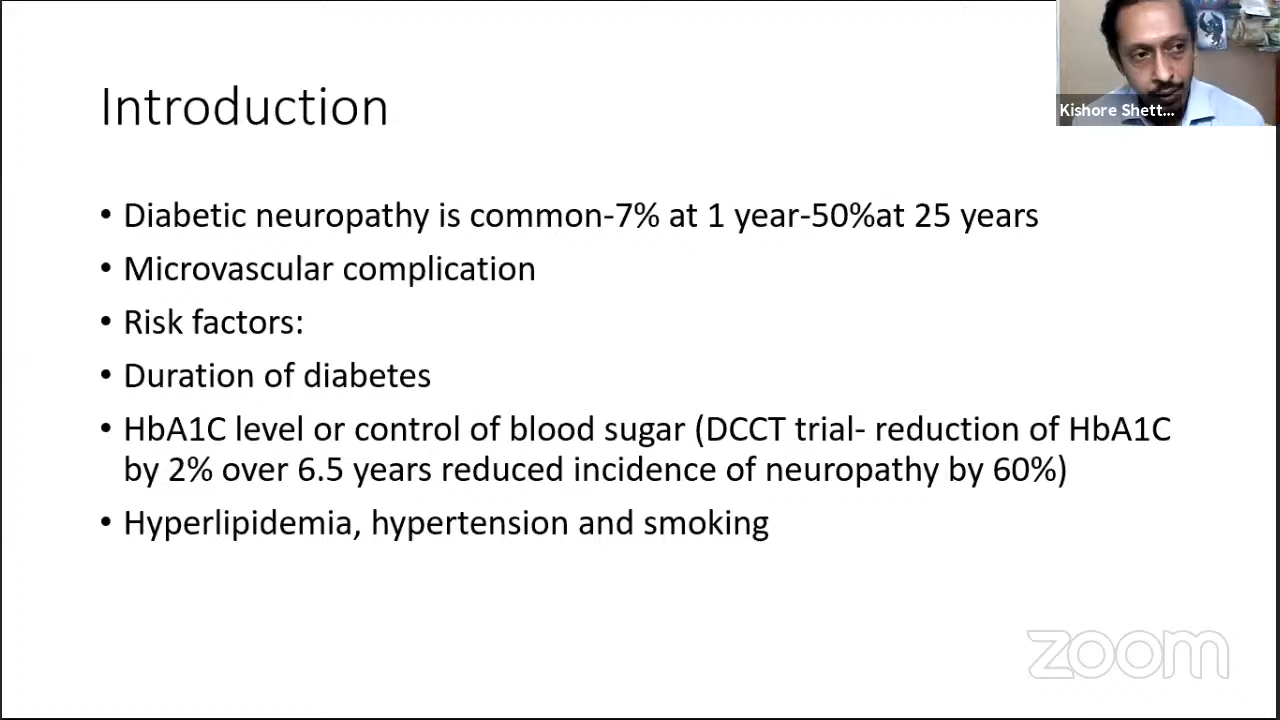 Introduction
• Diabetic neuropathy is common-7% at 1 year-50%at 25 years
• Microvascular complication
• Risk factors:
• Duration of diabetes
• HbA1C level or control of blood sugar (DCCT trial- reduction of HbA1C
by 2% over 6.5 years reduced incidence of neuropathy by 60%)
• Hyperlipidemia, hypertension and smoking
Kishore Shett...
zoom